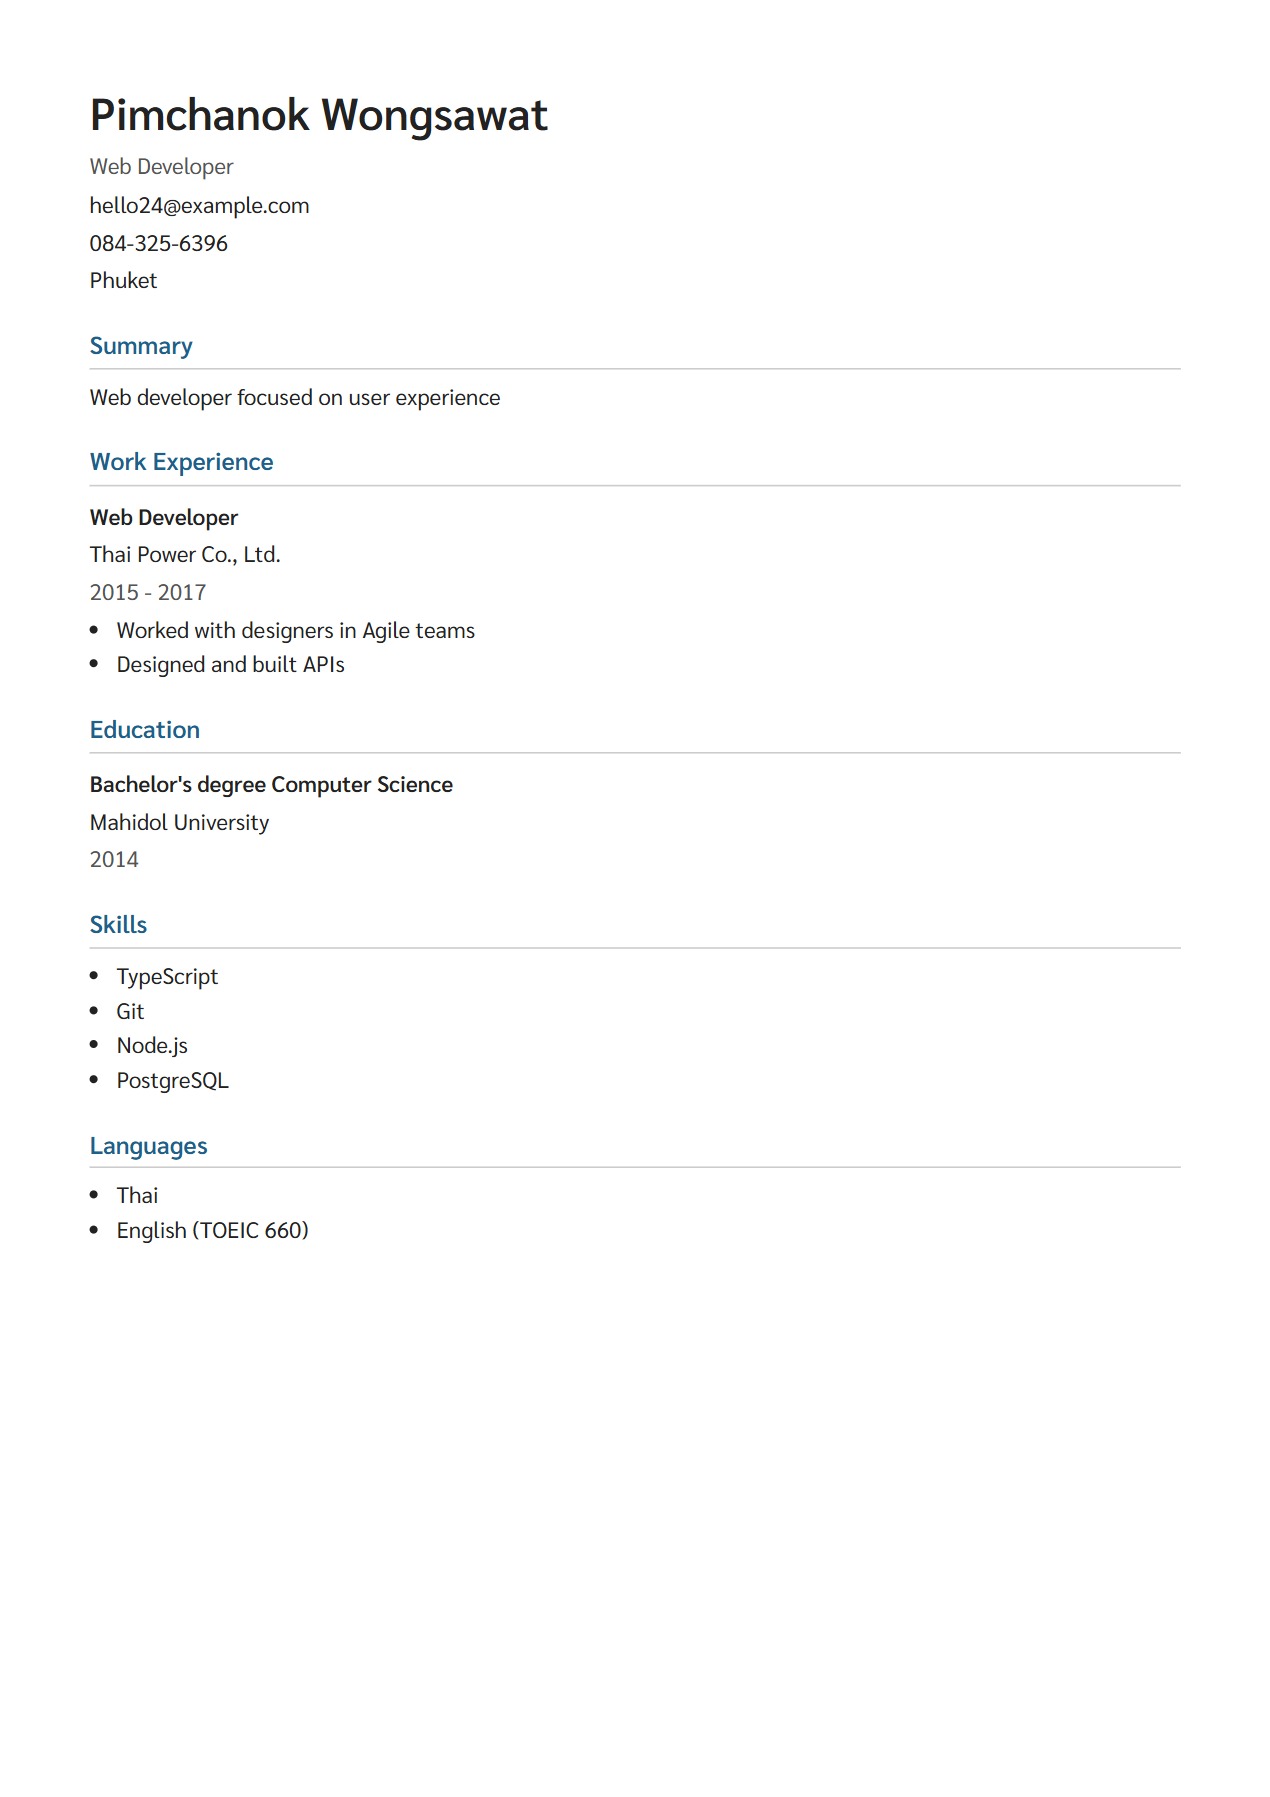 Pimchanok Wongsawat
Web Developer
hello24@example.com
084-325-6396
Phuket
Summary
Web developer focused on user experience
Work Experience
Web Developer
Thai Power Co., Ltd.
2015 - 2017
• Worked with designers in Agile teams
• Designed and built APIs
Education
Bachelor's degree Computer Science
Mahidol University
2014
Skills
• TypeScript
• Git
• Node.js
• PostgreSQL
Languages
• Thai
• English (TOEIC 660)